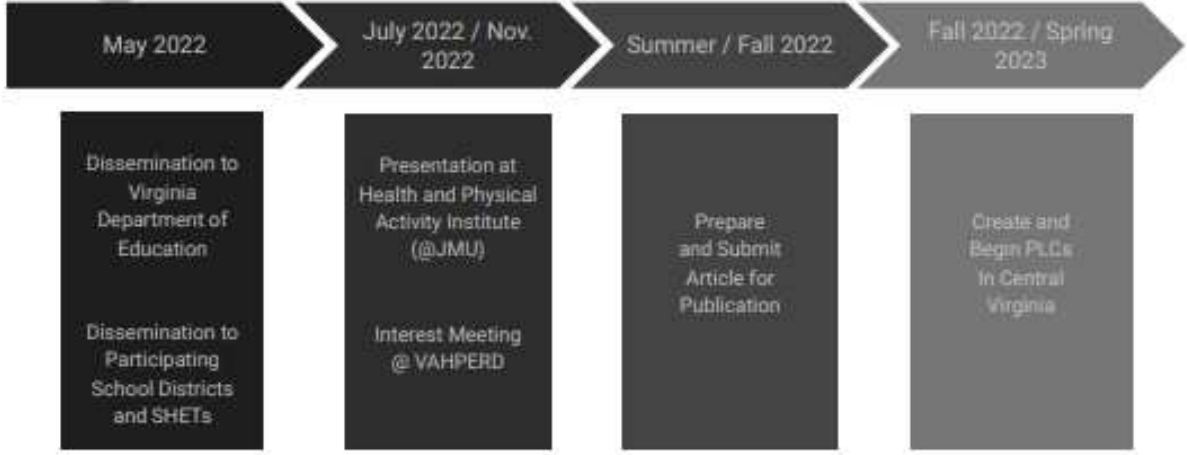 May 2022
July 2022 / Nov.
2022
Summer / Fall 2022
Fall 2022 / Spring
2023
Dissemination to
Virginia
Department of
Education
Dissemination to
Participating
School Districts
and SHETs
Presentation at
Health and Physical
Activity Institute
(@JMU)
Interest Meeting
@ VAHPERD
Prepare
and Submit
Article for
Publication
Create and
Begin PLCs
In Central
Virginia